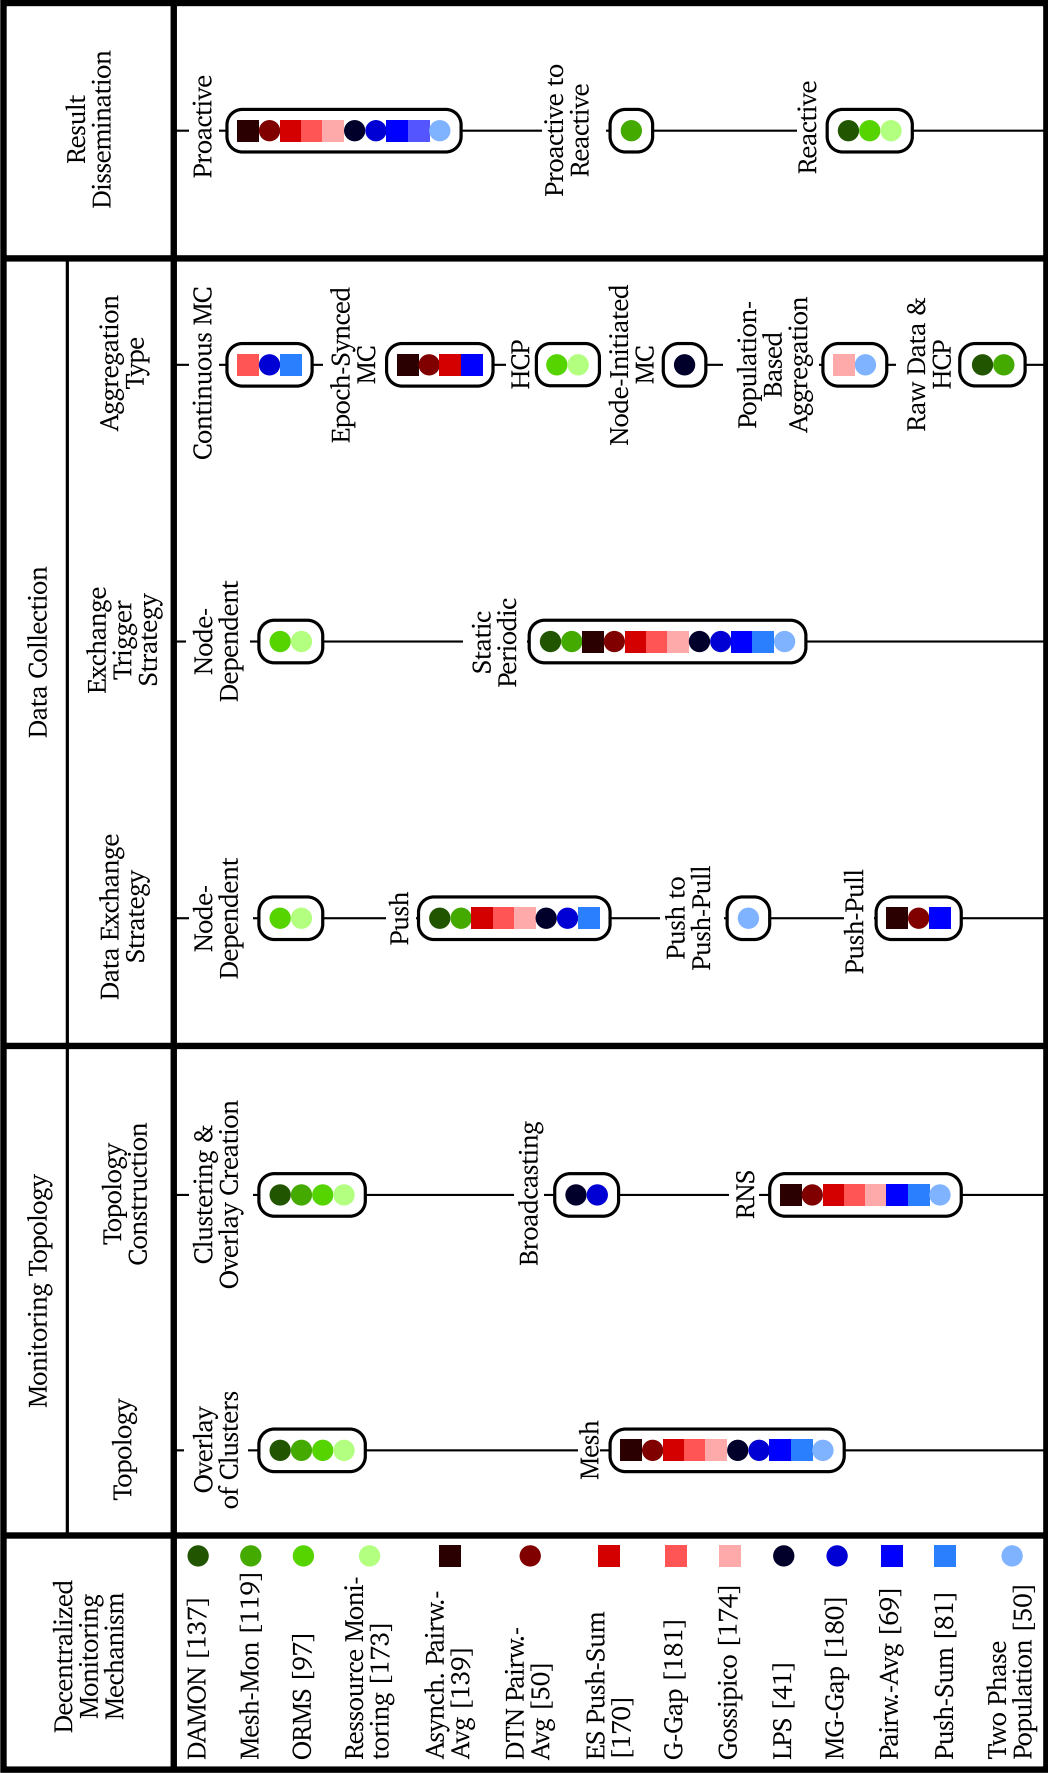 Decentralized
Monitoring
Mechanism
Monitoring Topology
Topology
Topology
Construction
Data Collection
Data Exchange
Strategy
Exchange
Trigger
Strategy
Aggregation
Type
Result
Dissemination
DAMON [137]
Mesh-Mon [119]
ORMS [97]
Ressource Moni-
toring [173]
Asynch. Pairw.-
Avg [139]
DTN Pairw.-
Avg [50]
ES Push-Sum
[170]
G-Gap [181]
Gossipico [174]
LPS [41]
MG-Gap [180]
Pairw.-Avg [69]
Push-Sum [81]
Two Phase
Population [50]
Overlay
of Clusters
Mesh
Clustering &
Overlay Creation
Broadcasting
RNS
Node-
Dependent
Push
Push to
Push-Pull
Push-Pull
Node-
Dependent
Static
Periodic
Continuous MC
Epoch-Synced
MC
HCP
Node-Initiated
MC
Population-
Based
Aggregation
Raw Data &
HCP
Proactive
Proactive to
Reactive
Reactive